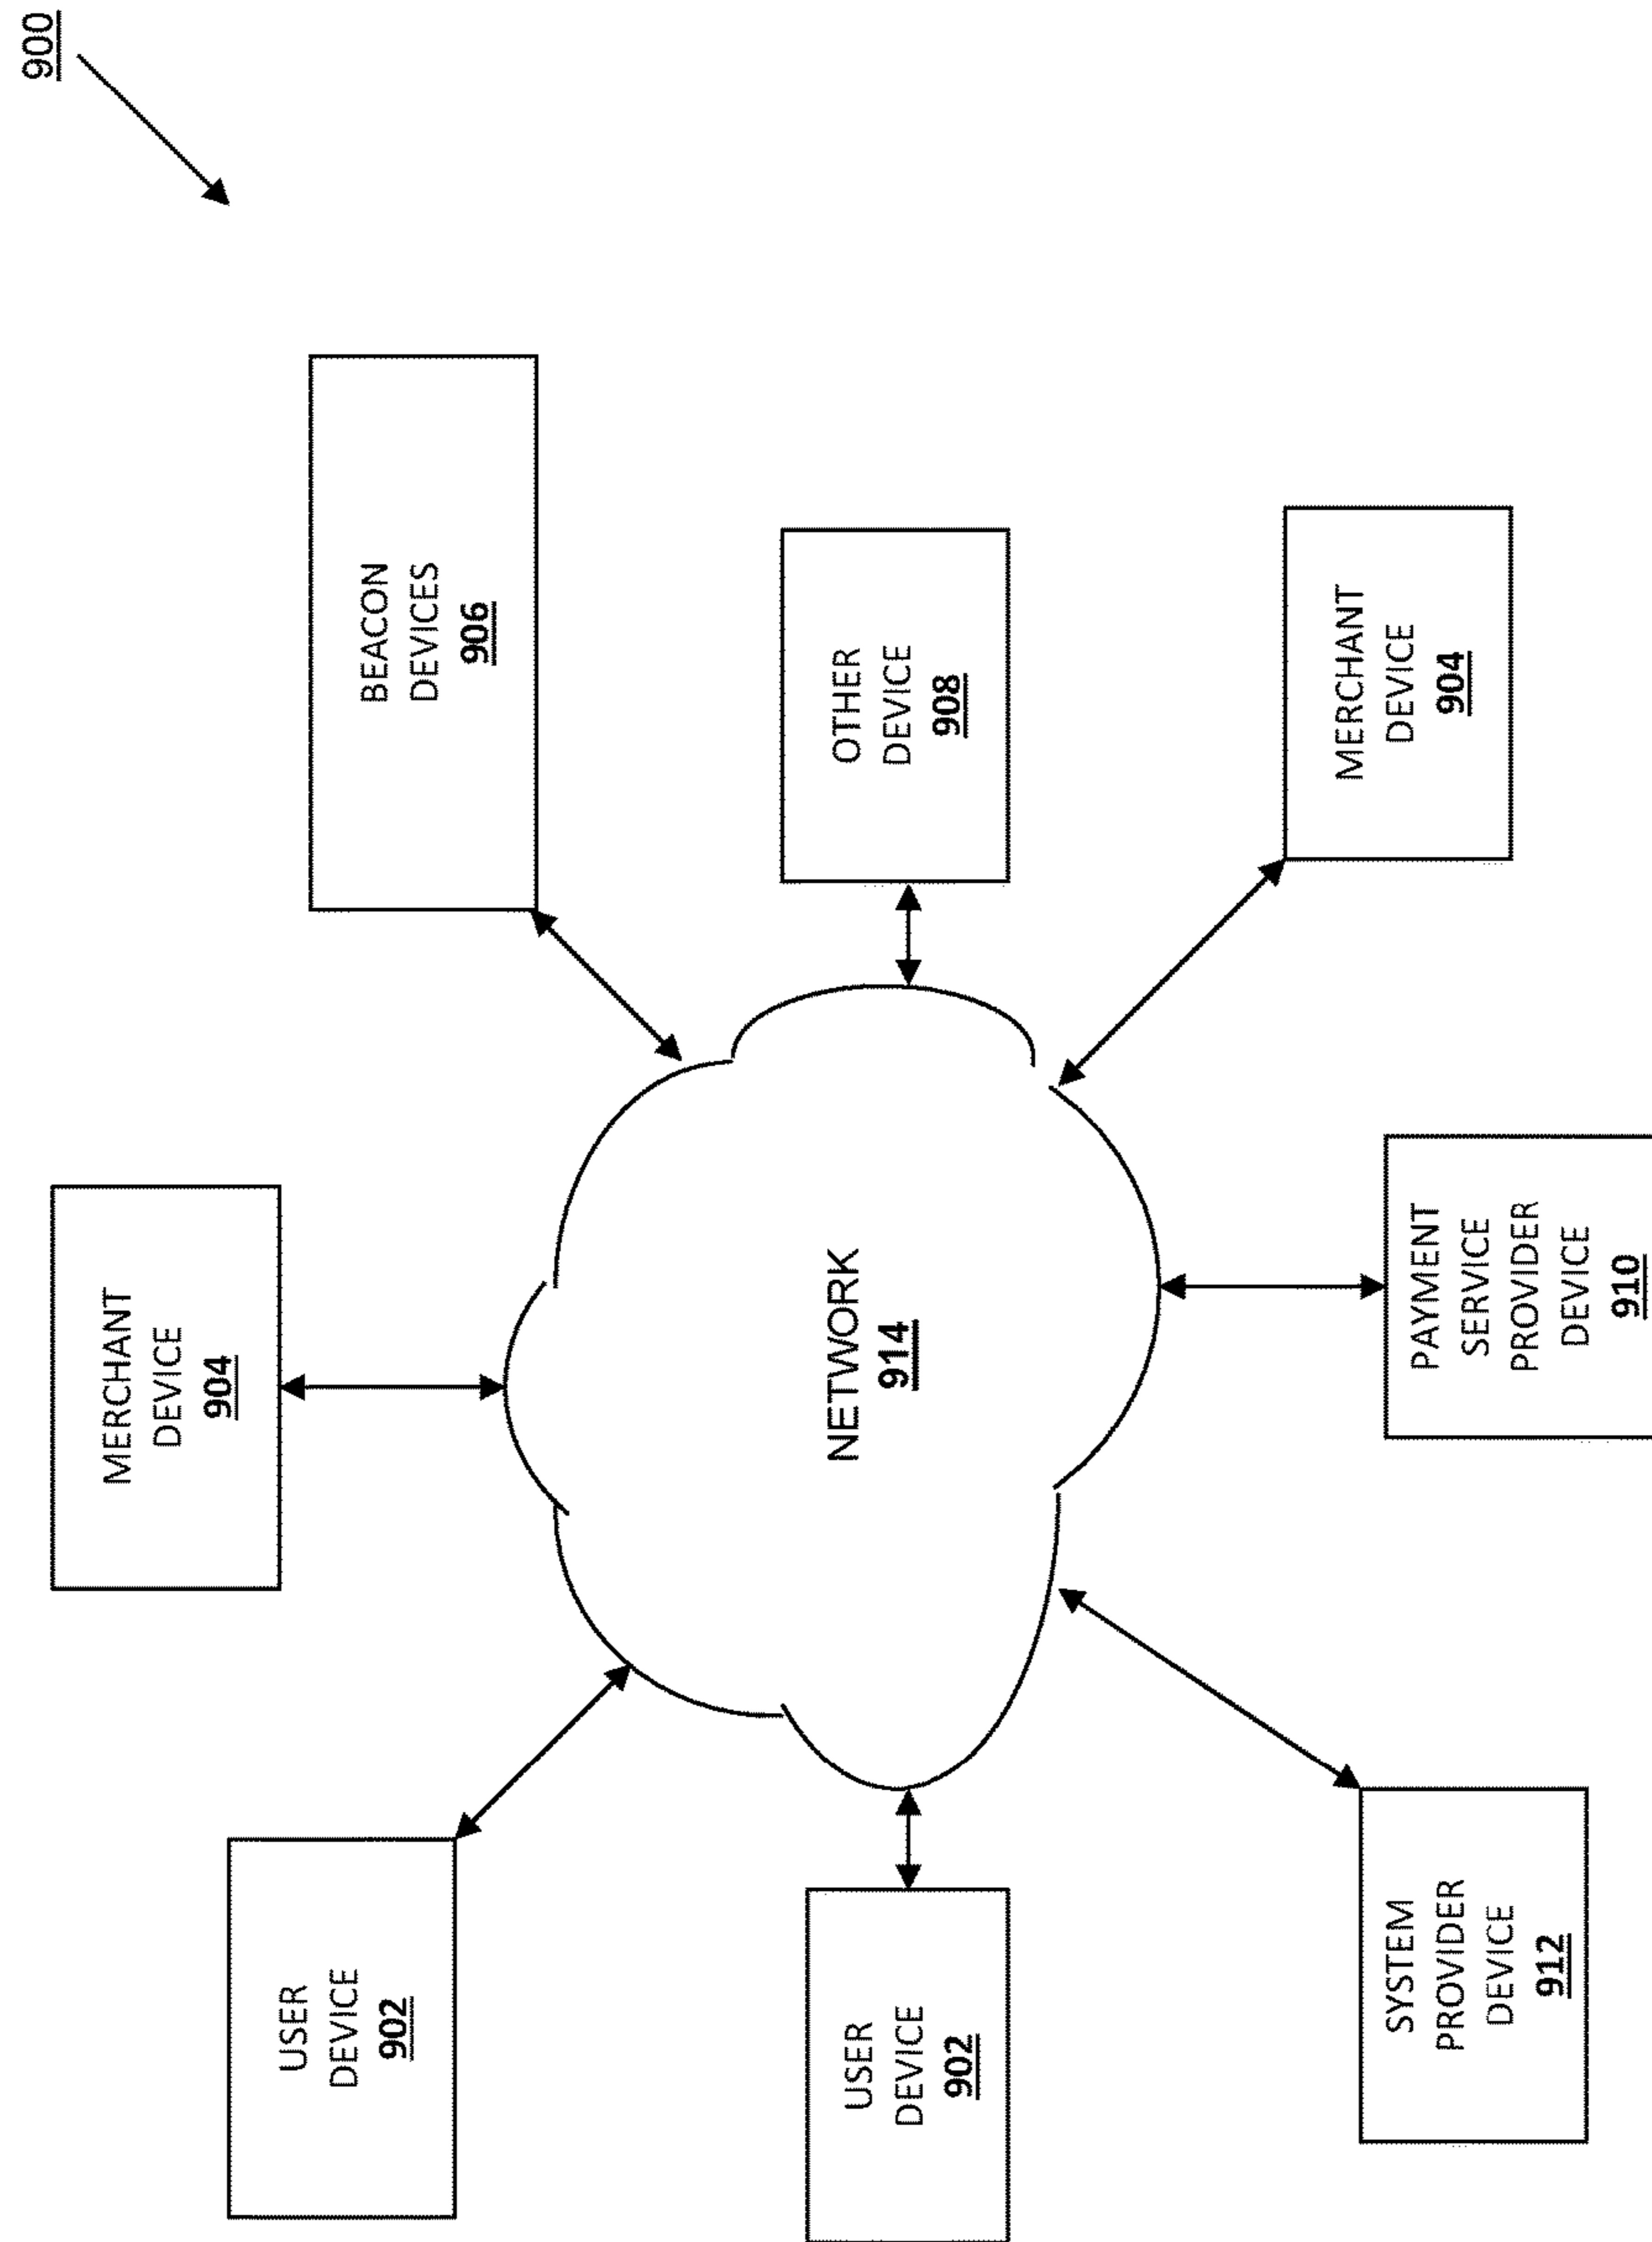 900
MERCHANT
DEVICE
904
USER
DEVICE
902
BEACON
DEVICES
906
USER
DEVICE
902
NETWORK
914
OTHER
DEVICE
908
MERCHANT
DEVICE
904
SYSTEM
PROVIDER
DEVICE
912
PAYMENT
SERVICE
PROVIDER
DEVICE
910